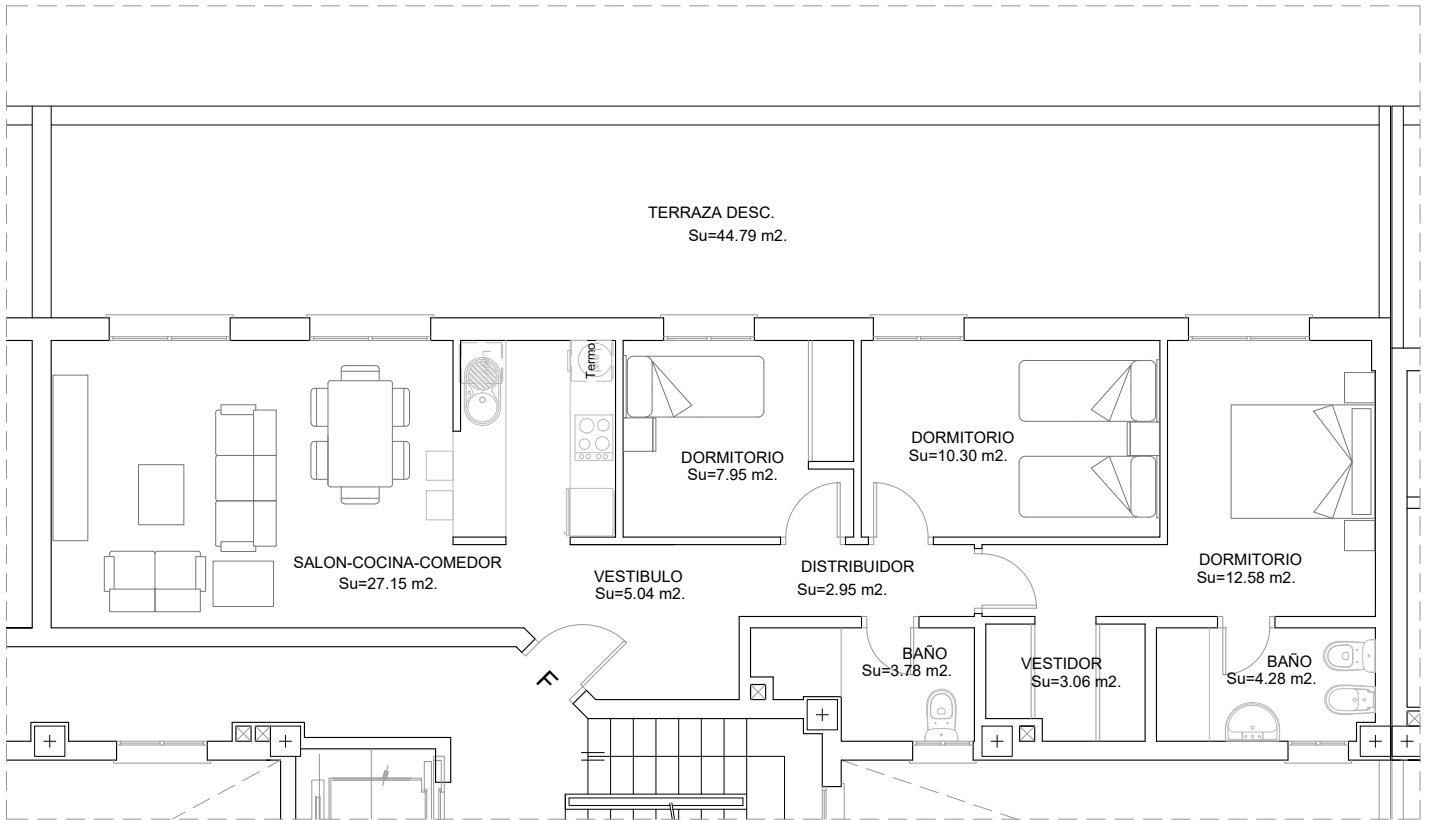 TERRAZA DESC.
Su=44.79 m2.
Termo
DORMITORIO
Su=7.95 m2.
DORMITORIO
Su=10.30 m2.
SALON-COCINA-COMEDOR
Su=27.15 m2.
VESTIBULO
Su=5.04 m2.
DISTRIBUIDOR
Su=2.95 m2.
DORMITORIO
Su=12.58 m2.
BAÑO
Su=3.78 m2.
VESTIDOR
Su=3.06 m2.
BAÑO
Su=4.28 m2.
F